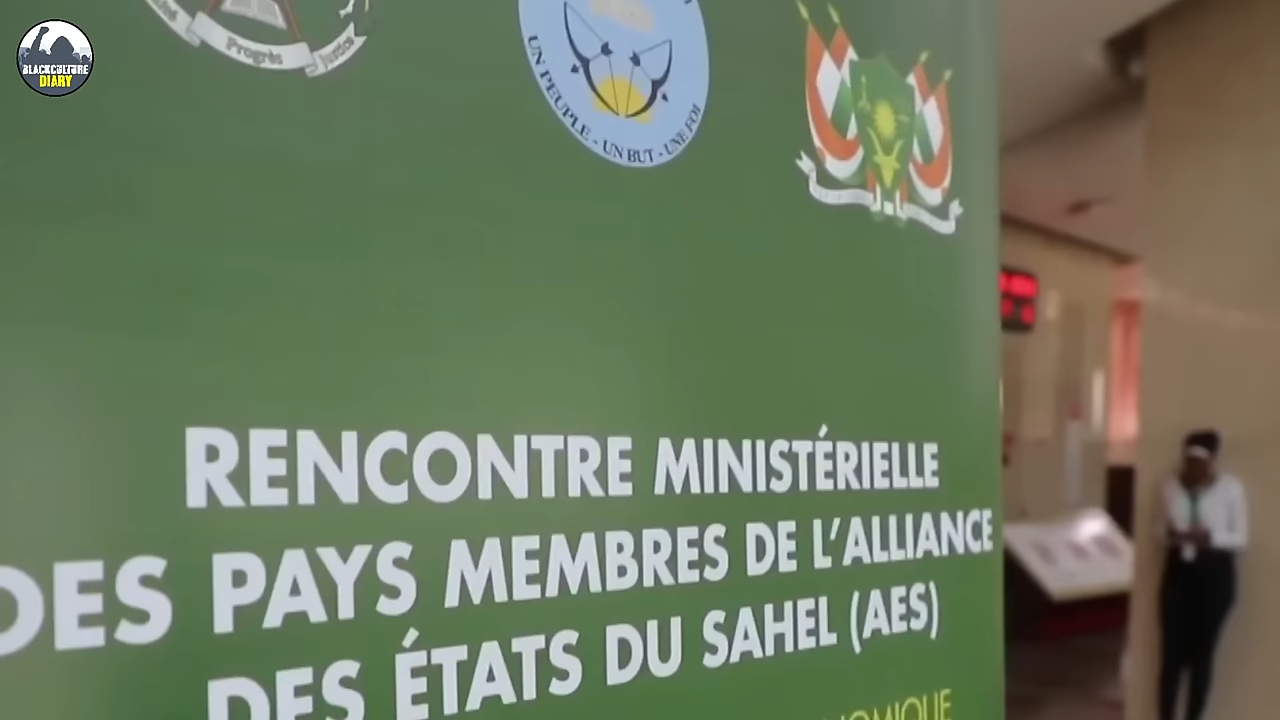 BLACKCULTURE
DIARY
Progrès
Justice
UN PEUPLE - UN BUT - UNE FOI
RENCONTRE MINISTÉRIELLE
DES PAYS MEMBRES DE L'ALLIANCE
DES ÉTATS DU SAHEL (AES)